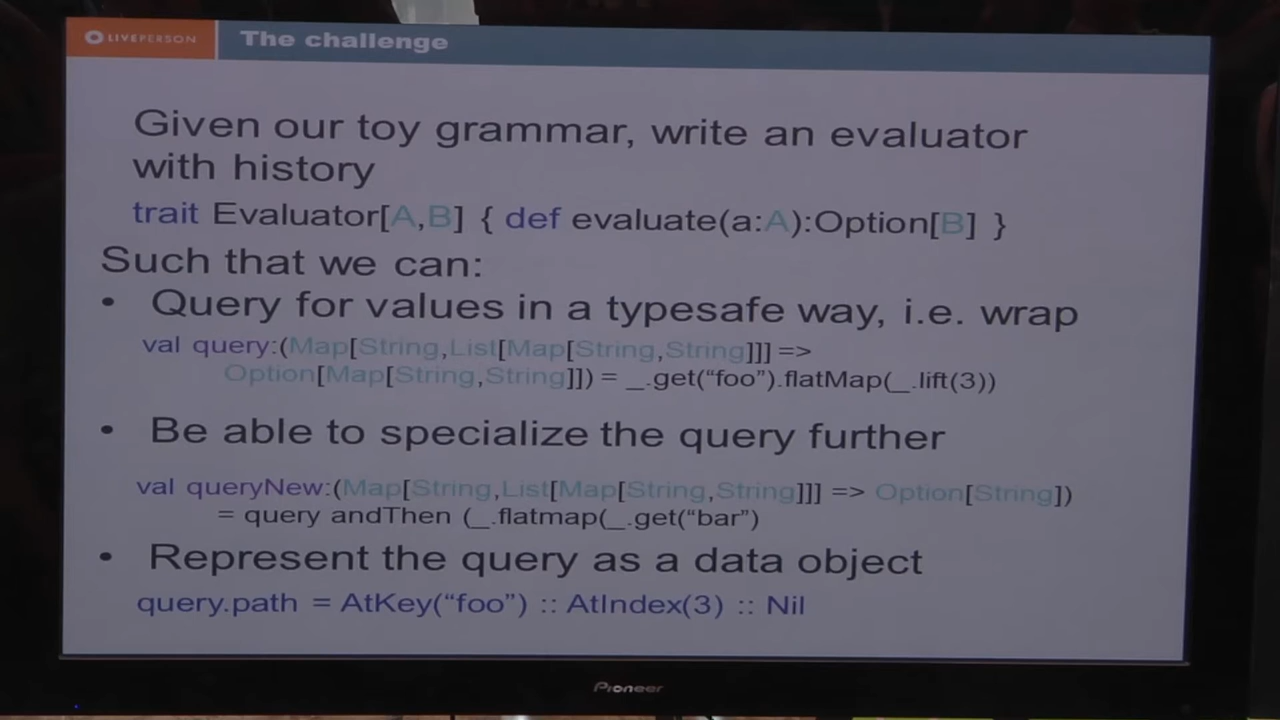 LIVEPERSON The challenge
Given our toy grammar, write an evaluator
with history
trait Evaluator[A,B] { def evaluate(a:A):Option[B] }
Such that we can:
• Query for values in a typesafe way, i.e. wrap
val query:(Map[String,List[Map[String,String]]] =>
Option[Map[String,String]]) = _.get(“foo”).flatMap(_.lift(3))
• Be able to specialize the query further
val queryNew:(Map[String,List[Map[String,String]]] => Option[String])
= query andThen (_.flatmap(_.get(“bar”)
• Represent the query as a data object
query.path = AtKey(“foo”) :: AtIndex(3) :: Nil
Pioneer